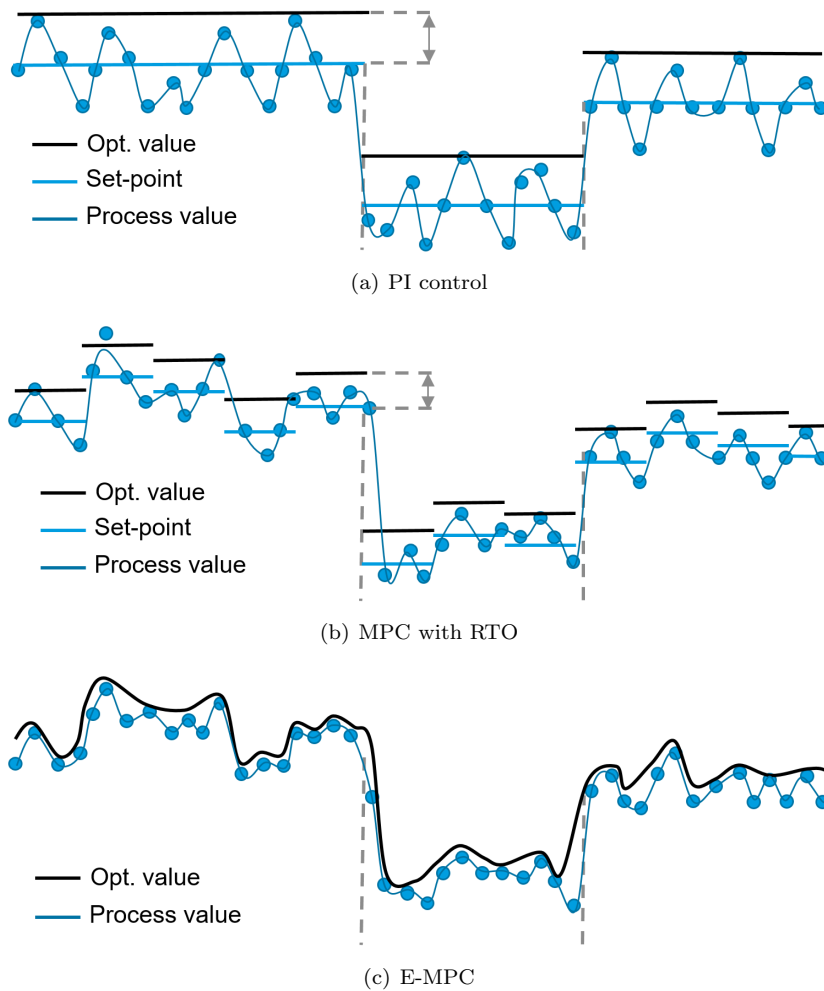 Opt. value
Set-point
Process value
(a) PI control
Opt. value
Set-point
Process value
(b) MPC with RTO
Opt. value
Process value
(c) E-MPC